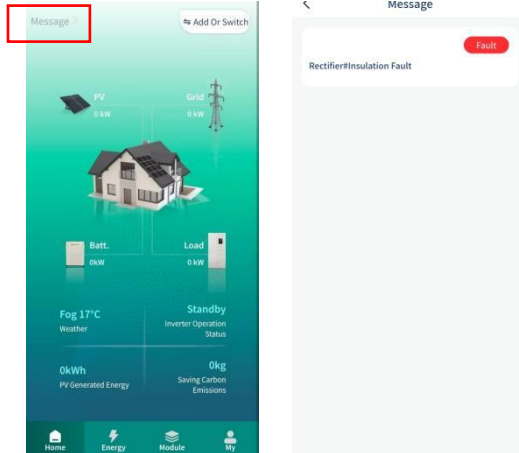 Message >
⇋ Add Or Switch
PV
0 kW
Grid
0 kW
Batt.
0kW
Load
0 kW
Fog 17°C
Weather
Standby
Inverter Operation
Status
0kWh
PV Generated Energy
0kg
Saving Carbon
Emissions
Home
Energy
Module
My
< Message
Fault
Rectifier#Insulation Fault